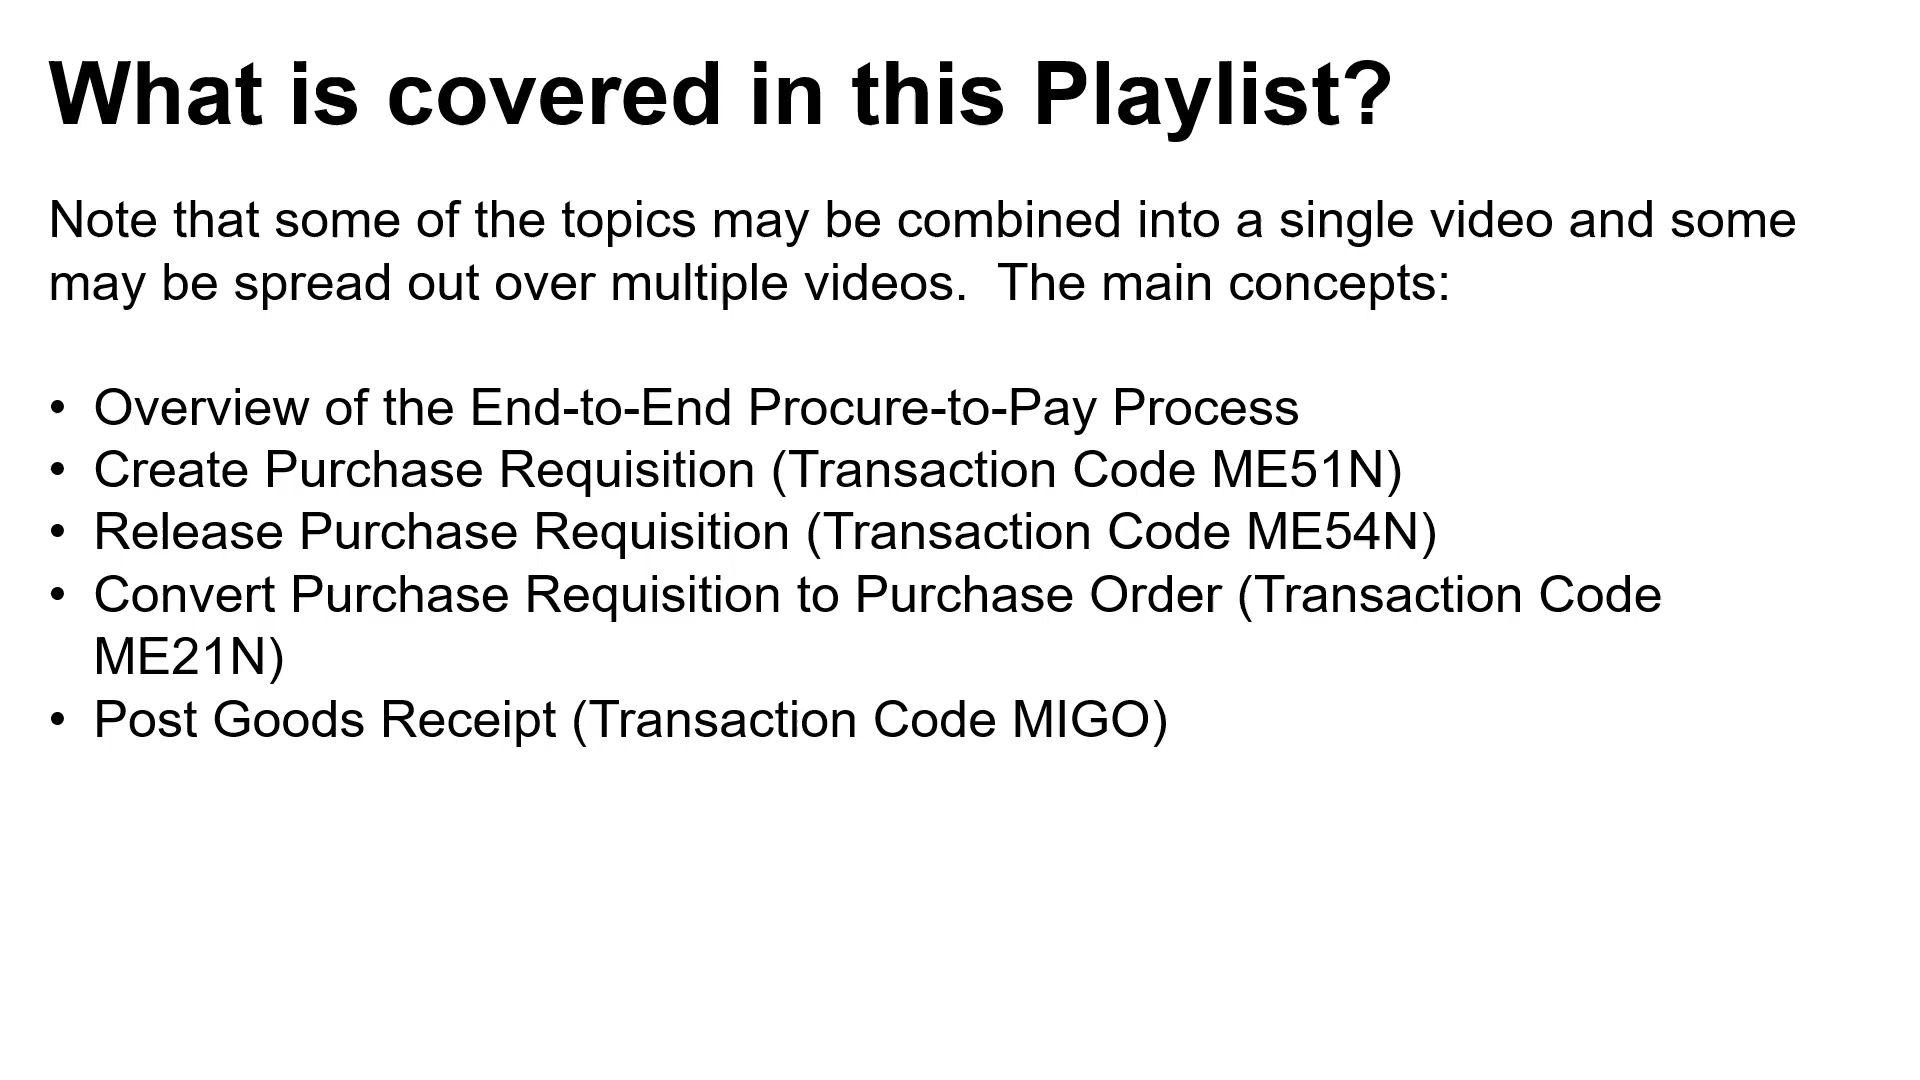 What is covered in this Playlist?
Note that some of the topics may be combined into a single video and some
may be spread out over multiple videos.  The main concepts:
• Overview of the End-to-End Procure-to-Pay Process
• Create Purchase Requisition (Transaction Code ME51N)
• Release Purchase Requisition (Transaction Code ME54N)
• Convert Purchase Requisition to Purchase Order (Transaction Code
ME21N)
• Post Goods Receipt (Transaction Code MIGO)